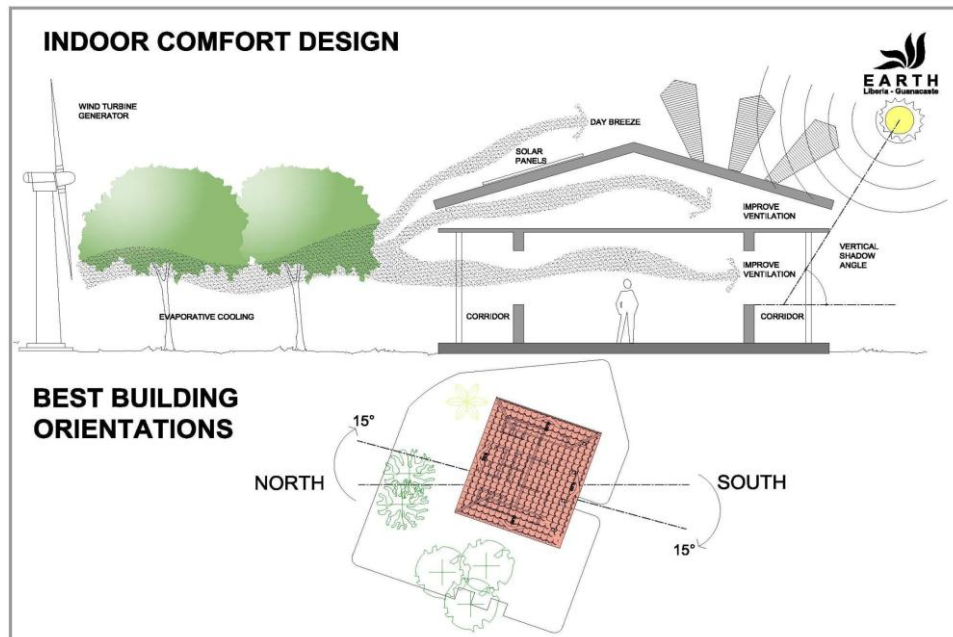 INDOOR COMFORT DESIGN
EARTH
Liberia - Guanacaste
WIND TURBINE
GENERATOR
DAY BREEZE
SOLAR
PANELS
IMPROVE
VENTILATION
IMPROVE
VENTILATION
VERTICAL
SHADOW
ANGLE
EVAPORATIVE COOLING
CORRIDOR
CORRIDOR
BEST BUILDING
ORIENTATIONS
15°
NORTH
SOUTH
15°